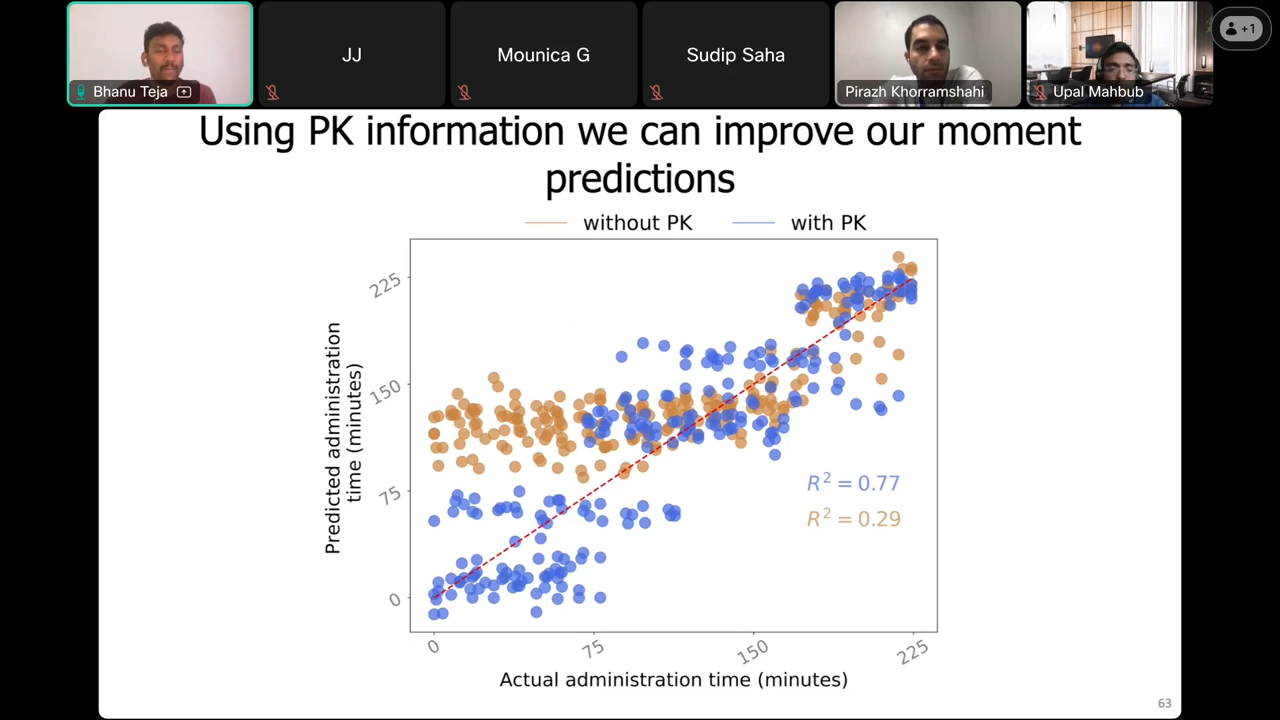 JJ
Mounica G
Sudip Saha
+1
Bhanu Teja
Pirazh Khorramshahi
Upal Mahbub
Using PK information we can improve our moment
predictions
without PK
with PK
Predicted administration
time (minutes)
225
150
75
0
R² = 0.77
R² = 0.29
0
75
150
225
Actual administration time (minutes)
63